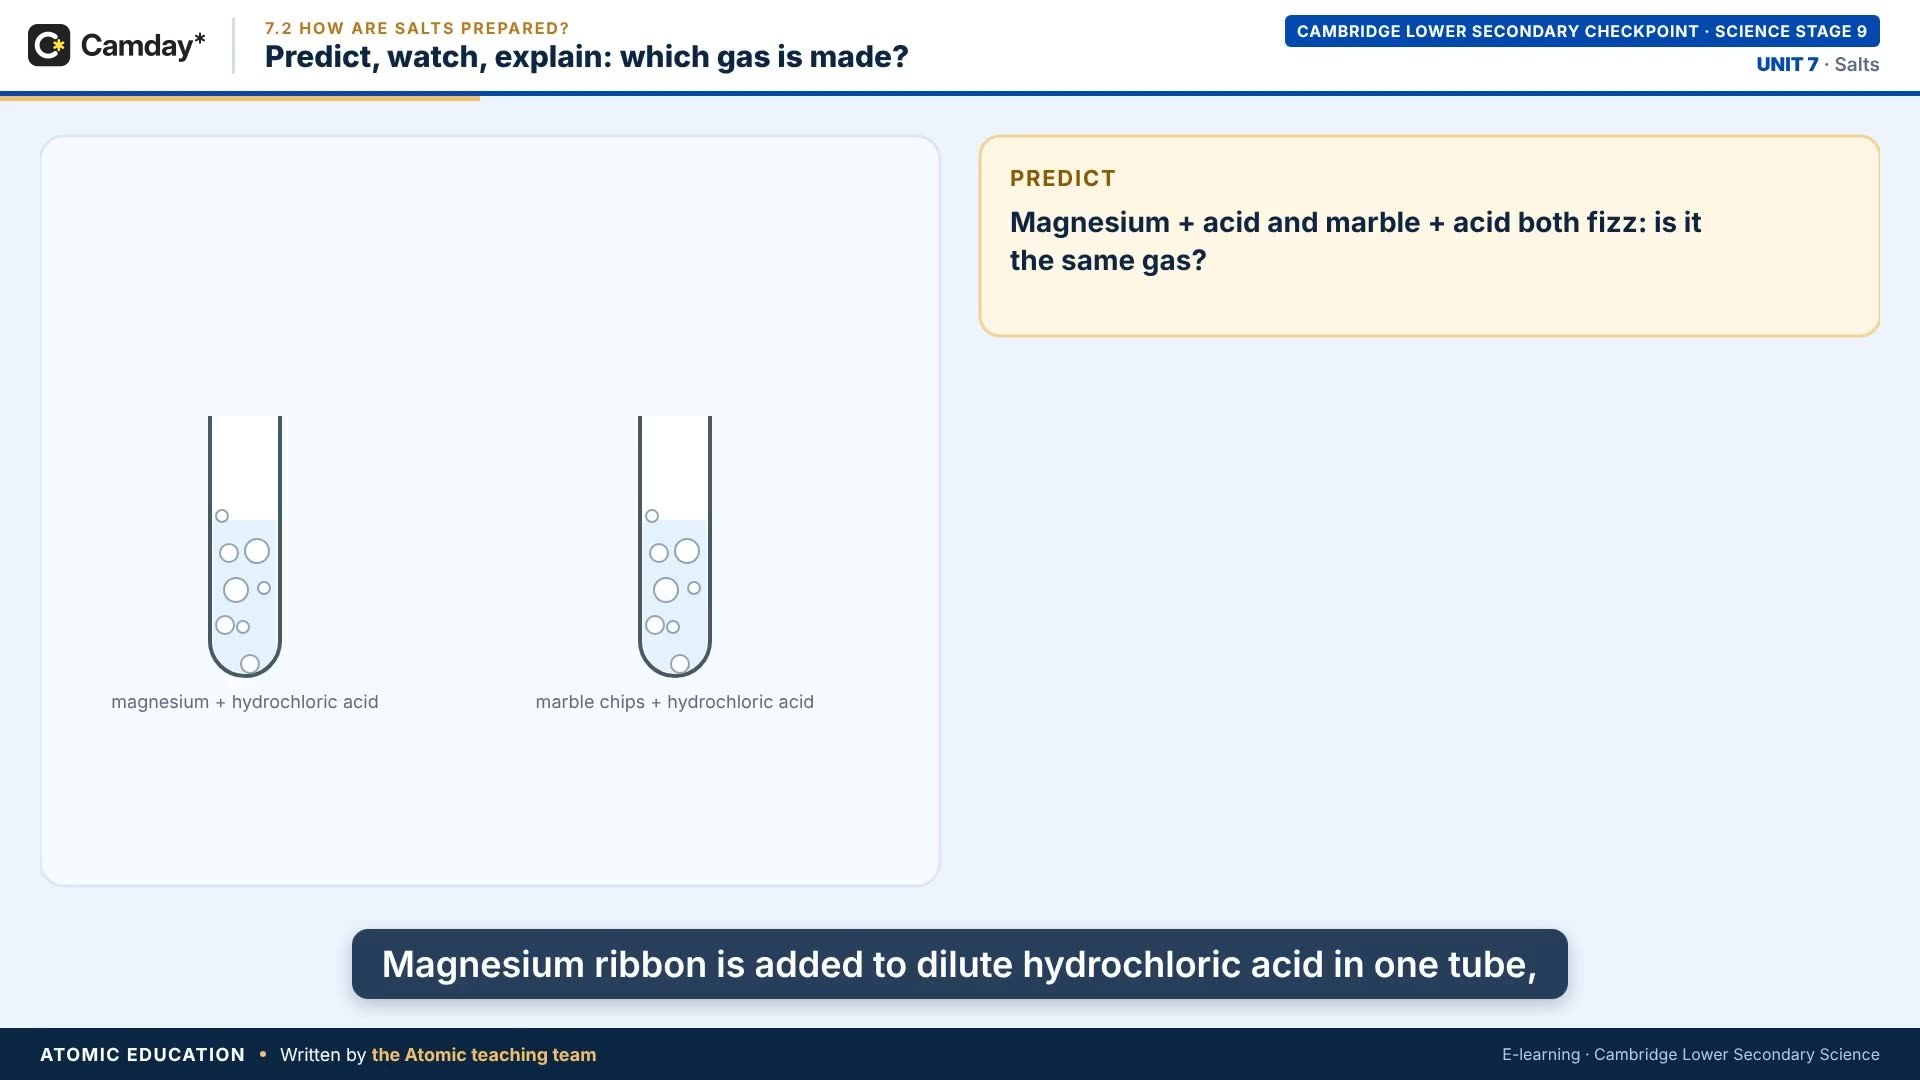 Camday*
7.2 HOW ARE SALTS PREPARED?
Predict, watch, explain: which gas is made?
CAMBRIDGE LOWER SECONDARY CHECKPOINT · SCIENCE STAGE 9
UNIT 7 · Salts
PREDICT
Magnesium + acid and marble + acid both fizz: is it
the same gas?
magnesium + hydrochloric acid
marble chips + hydrochloric acid
Magnesium ribbon is added to dilute hydrochloric acid in one tube,
ATOMIC EDUCATION • Written by the Atomic teaching team
E-learning · Cambridge Lower Secondary Science